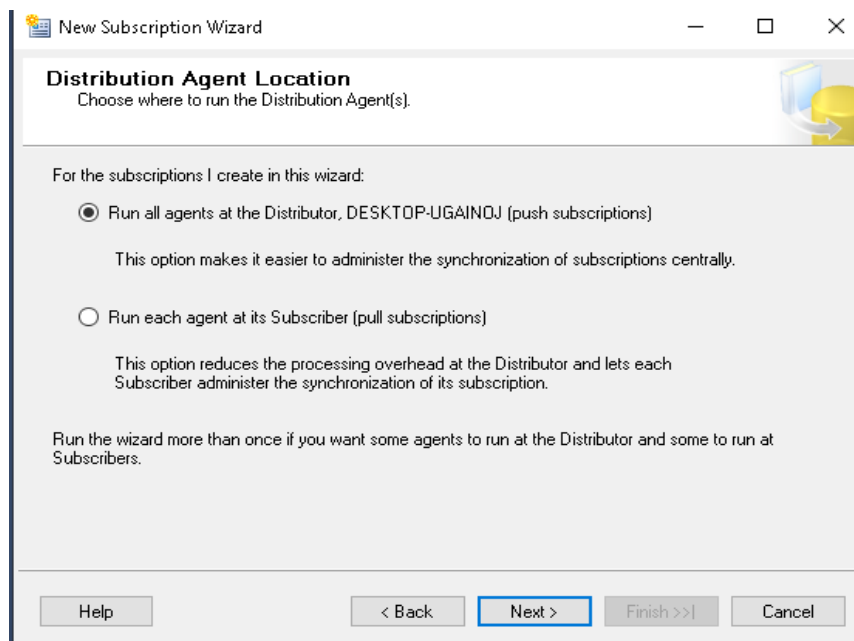 New Subscription Wizard
Distribution Agent Location
Choose where to run the Distribution Agent(s).
For the subscriptions I create in this wizard:
Run all agents at the Distributor, DESKTOP-UGAINOJ (push subscriptions)
This option makes it easier to administer the synchronization of subscriptions centrally.
Run each agent at its Subscriber (pull subscriptions)
This option reduces the processing overhead at the Distributor and lets each
Subscriber administer the synchronization of its subscription.
Run the wizard more than once if you want some agents to run at the Distributor and some to run at
Subscribers.
Help
< Back
Next >
Finish >>|
Cancel